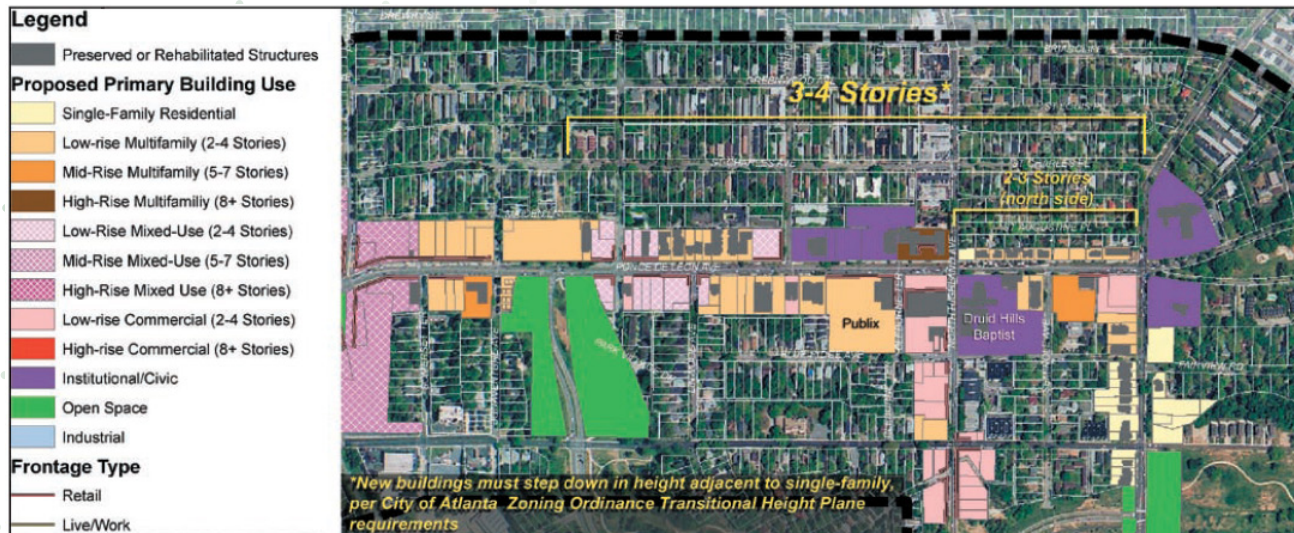 Legend
Preserved or Rehabilitated Structures
Proposed Primary Building Use
Single-Family Residential
Low-rise Multifamily (2-4 Stories)
Mid-Rise Multifamily (5-7 Stories)
High-Rise Multifamiliy (8+ Stories)
Low-Rise Mixed-Use (2-4 Stories)
Mid-Rise Mixed-Use (5-7 Stories)
High-Rise Mixed Use (8+ Stories)
Low-rise Commercial (2-4 Stories)
High-rise Commercial (8+ Stories)
Institutional/Civic
Open Space
Industrial
Frontage Type
Retail
Live/Work
3-4 Stories*
ST CHARLES AVE
2-3 Stories
(north side)
PONCE DE LEON AVE
Publix
Druid Hills
Baptist
FAIRVIEW RD
*New buildings must step down in height adjacent to single-family,
per City of Atlanta Zoning Ordinance Transitional Height Plane
requirements